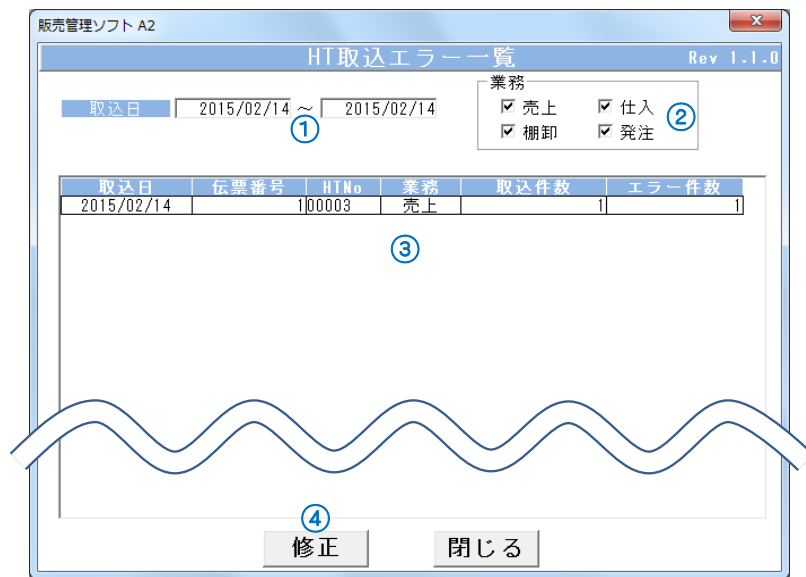 販売管理ソフト A2
x
HT取込エラー一覧 Rev 1.1.0
業務
取込日 2015/02/14 ～ 2015/02/14 ☑ 売上 ☑ 仕入
① ②
☑ 棚卸 ☑ 発注
取込日 伝票番号 HTNo 業務 取込件数 エラー件数
2015/02/14 1 00003 売上 1 1
③
④
修正 閉じる